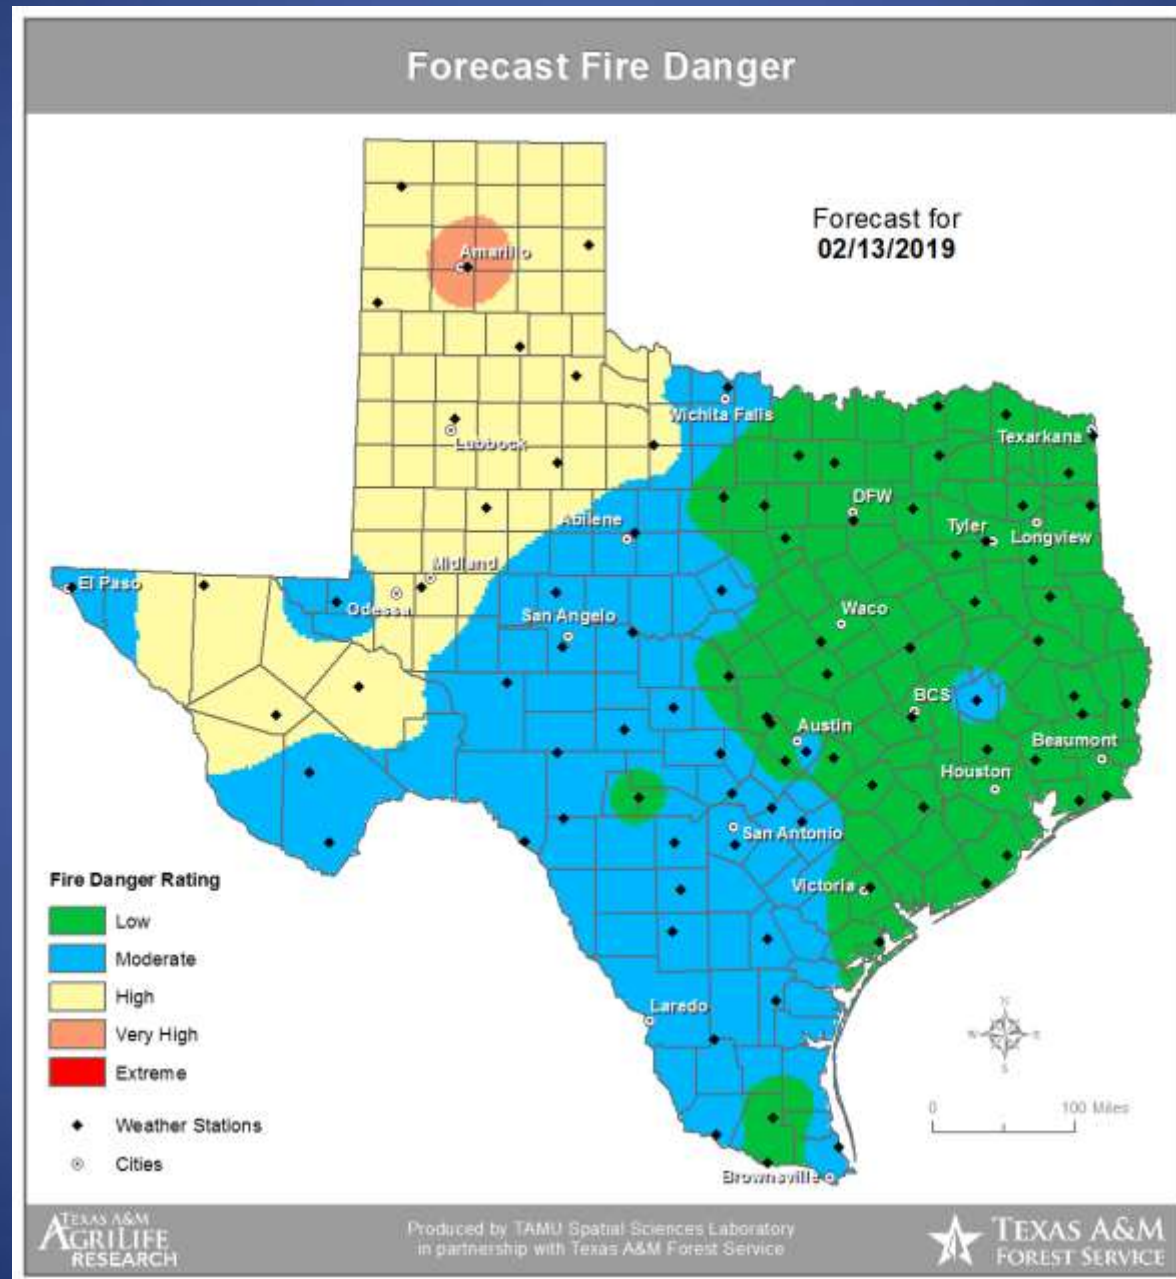 Forecast Fire Danger
Forecast for
02/13/2019
Amarillo
Wichita Falls
Lubbock
Texarkana
DFW
Abilene
Tyler
Longview
Midland
El Paso
Odessa
San Angelo
Waco
BCS
Austin
Beaumont
Houston
San Antonio
Victoria
Laredo
Brownsville
Fire Danger Rating
Low
Moderate
High
Very High
Extreme
Weather Stations
Cities
N
W E
S
0 100 Miles
TEXAS A&M
AGRILIFE
RESEARCH
Produced by TAMU Spatial Sciences Laboratory
in partnership with Texas A&M Forest Service
TEXAS A&M
FOREST SERVICE